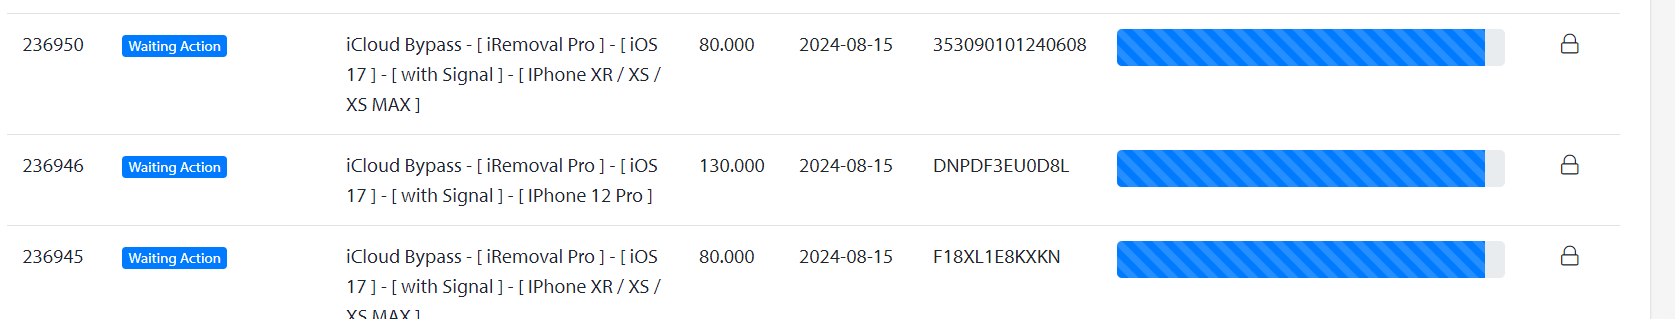 236950 Waiting Action iCloud Bypass - [ iRemoval Pro ] - [ iOS 80.000 2024-08-15 353090101240608
17 ] - [ with Signal ] - [ IPhone XR / XS /
XS MAX ]
236946 Waiting Action iCloud Bypass - [ iRemoval Pro ] - [ iOS 130.000 2024-08-15 DNPDF3EU0D8L
17 ] - [ with Signal ] - [ IPhone 12 Pro ]
236945 Waiting Action iCloud Bypass - [ iRemoval Pro ] - [ iOS 80.000 2024-08-15 F18XL1E8KXKN
17 ] - [ with Signal ] - [ IPhone XR / XS /
XS MAX ]